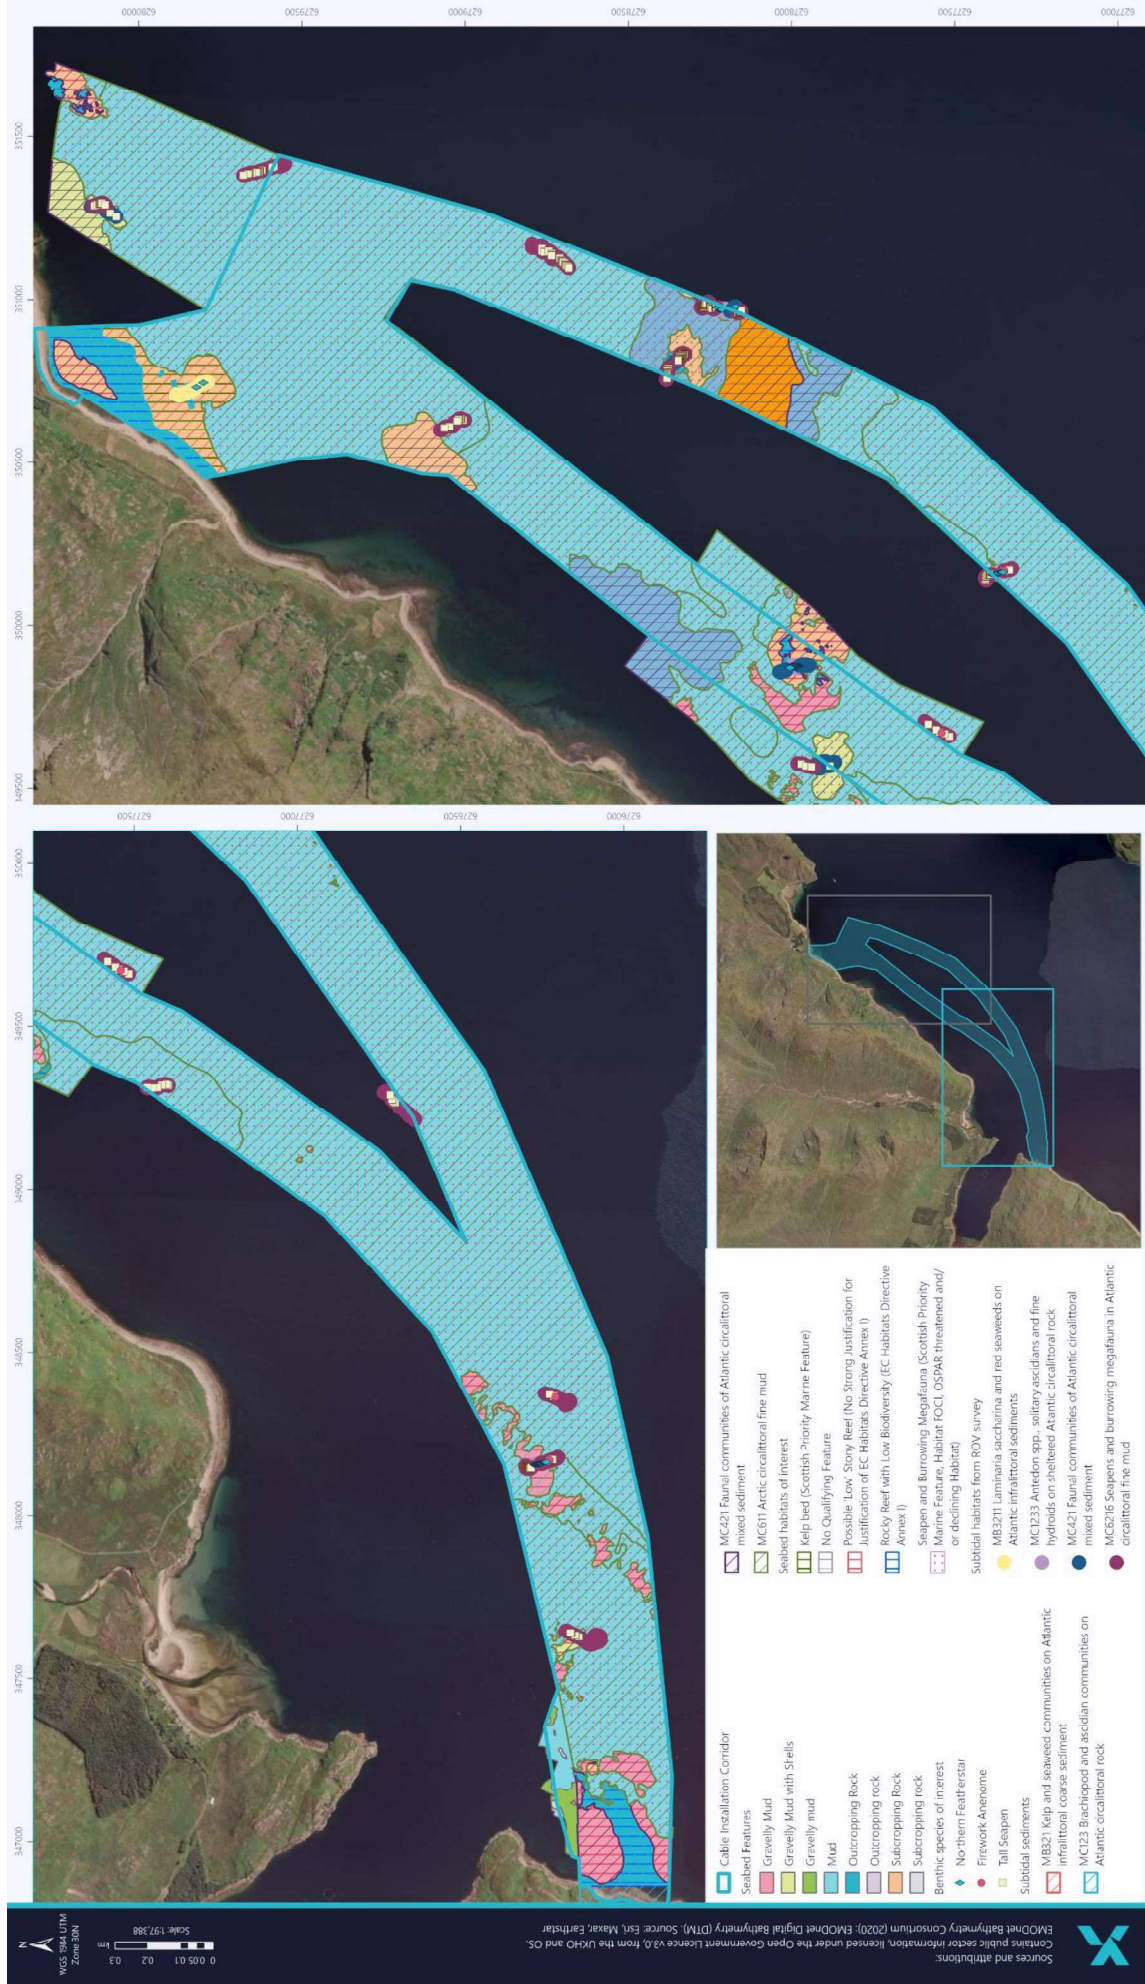 351500
351000
350500
350000
349500
6280000
6279500
6279000
6278500
6278000
6277500
6277000
350000
349500
349000
348500
348000
347500
347000
6277500
6277000
6276500
6276000
Cable Installation Corridor
Seabed Features
Gravelly Mud
Gravelly Mud with Shells
Gravelly mud
Mud
Outcropping Rock
Outcropping rock
Subcropping Rock
Subcropping rock
Benthic species of interest
Northern Featherstar
Firework Anenome
Tall Seapen
Subtidal sediments
MB321 Kelp and seaweed communities on Atlantic
infralittoral coarse sediment
MC123 Brachiopod and ascidian communities on
Atlantic circalittoral rock
MC421 Faunal communities of Atlantic circalittoral
mixed sediment
MC611 Arctic circalittoral fine mud
Seabed habitats of interest
Kelp bed (Scottish Priority Marine Feature)
No Qualifying Feature
Possible 'Low' Stony Reef (No Strong Justification for
Justification of EC Habitats Directive Annex I)
Rocky Reef with Low Biodiversity (EC Habitats Directive
Annex I)
Seapen and Burrowing Megafauna (Scottish Priority
Marine Feature, Habitat FOCI, OSPAR threatened and/
or declining Habitat)
Subtidal habitats from ROV survey
MB3211 Laminaria saccharina and red seaweeds on
Atlantic infralittoral sediments
MC1233 Antedon spp., solitary ascidians and fine
hydroids on sheltered Atlantic circalittoral rock
MC421 Faunal communities of Atlantic circalittoral
mixed sediment
MC6216 Seapens and burrowing megafauna in Atlantic
circalittoral fine mud
N
WGS 1984 UTM
Zone 30N
0 0.05 0.1 0.2 0.3
km
Scale: 1:97,388
Sources and attributions:
Contains public sector information, licensed under the Open Government Licence v3.0, from the UKHO and OS.
EMODnet Bathymetry Consortium (2020): EMODnet Digital Bathymetry (DTM). Source: Esri, Maxar, Earthstar